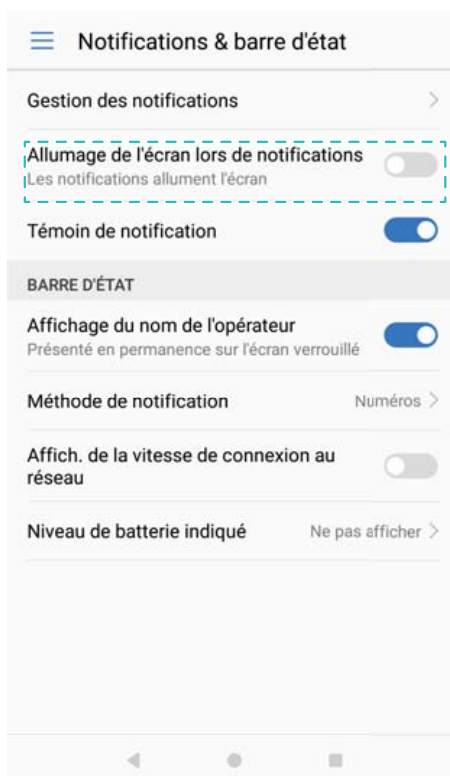 Notifications & barre d'état
Gestion des notifications
Allumage de l'écran lors de notifications
Les notifications allument l'écran
Témoin de notification
BARRE D'ÉTAT
Affichage du nom de l'opérateur
Présenté en permanence sur l'écran verrouillé
Méthode de notification Numéros
Affich. de la vitesse de connexion au
réseau
Niveau de batterie indiqué Ne pas afficher